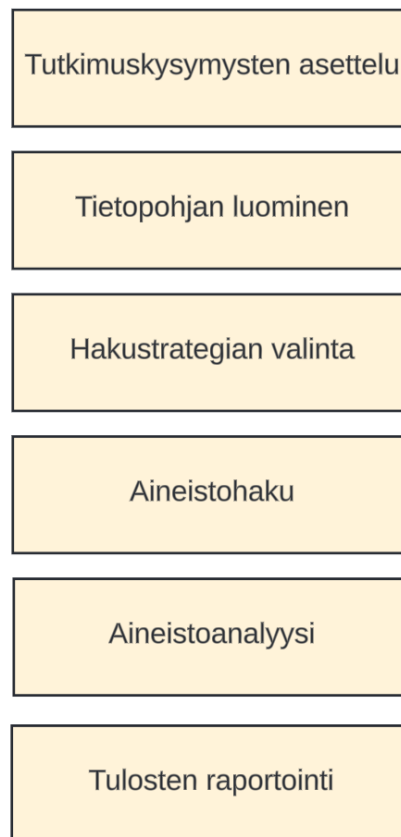 Tutkimuskysymysten asettelu
Tietopohjan luominen
Hakustrategian valinta
Aineistohaku
Aineistoanalyysi
Tulosten raportointi